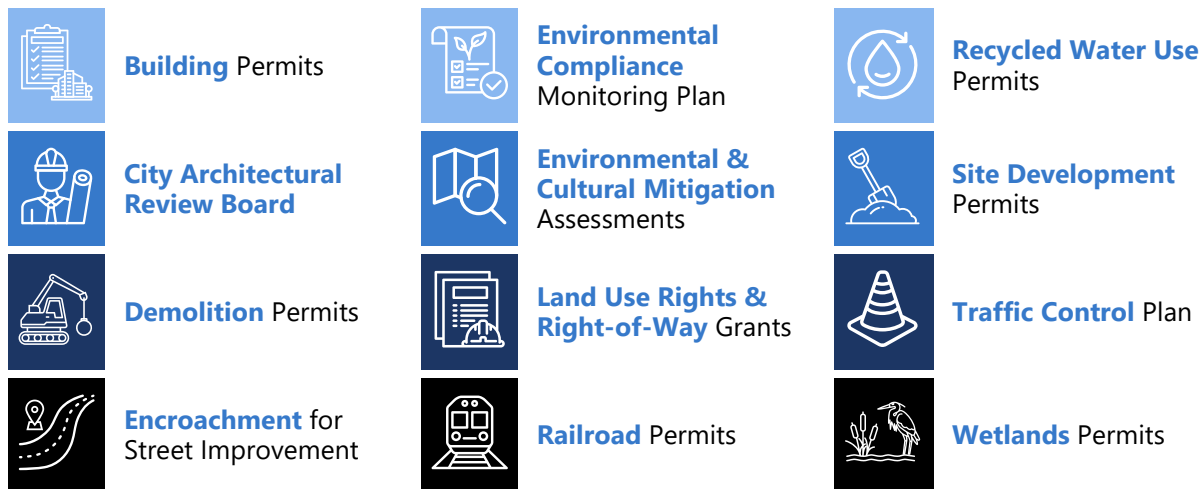 Building Permits
City Architectural
Review Board
Demolition Permits
Encroachment for
Street Improvement
Environmental
Compliance
Monitoring Plan
Environmental &
Cultural Mitigation
Assessments
Land Use Rights &
Right-of-Way Grants
Railroad Permits
Recycled Water Use
Permits
Site Development
Permits
Traffic Control Plan
Wetlands Permits